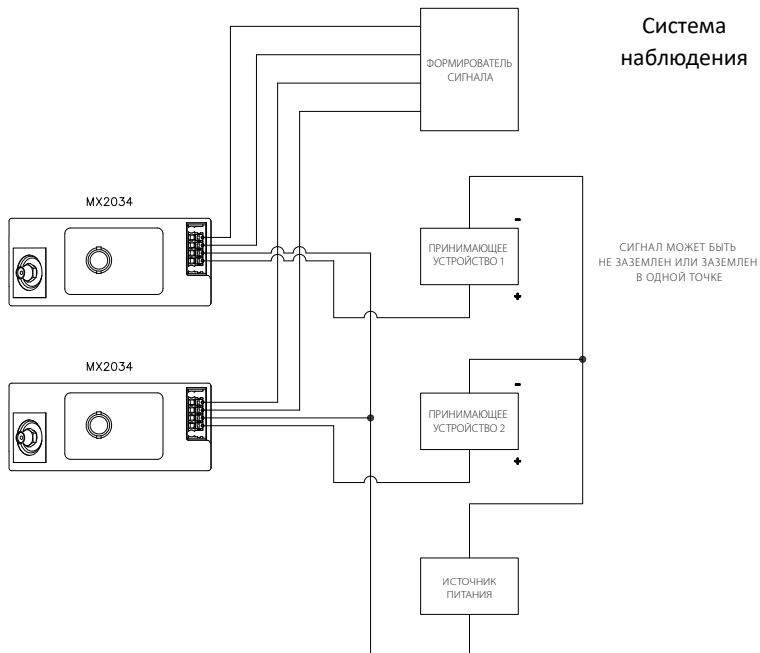 Система
наблюдения
ФОРМИРОВАТЕЛЬ
СИГНАЛА
MX2034
-
ПРИНИМАЮЩЕЕ
УСТРОЙСТВО 1
+
СИГНАЛ МОЖЕТ БЫТЬ
НЕ ЗАЗЕМЛЕН ИЛИ ЗАЗЕМЛЕН
В ОДНОЙ ТОЧКЕ
MX2034
-
ПРИНИМАЮЩЕЕ
УСТРОЙСТВО 2
+
ИСТОЧНИК
ПИТАНИЯ